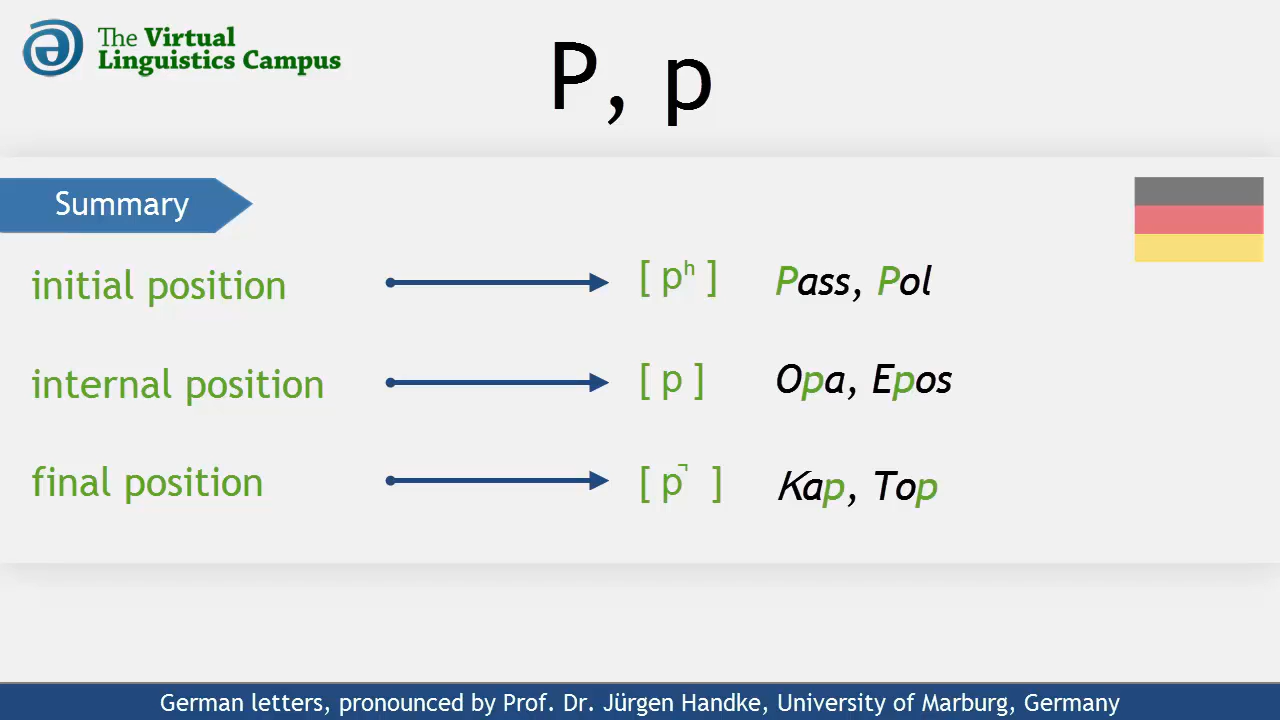 The Virtual
Linguistics Campus
P, p
Summary
initial position [ pʰ ] Pass, Pol
internal position [ p ] Opa, Epos
final position [ p̚ ] Kap, Top
German letters, pronounced by Prof. Dr. Jürgen Handke, University of Marburg, Germany